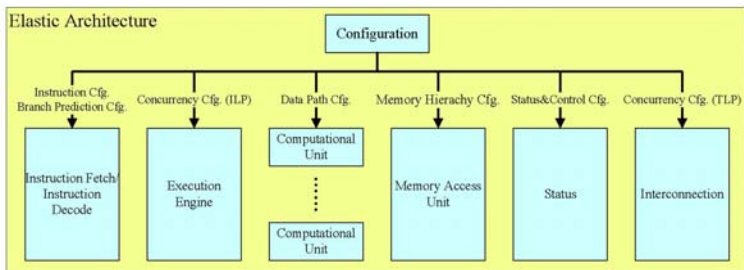 Elastic Architecture
Configuration
Instruction Cfg.
Branch Prediction Cfg.
Concurrency Cfg. (ILP)
Data Path Cfg.
Memory Hierachy Cfg.
Status&Control Cfg.
Concurrency Cfg. (TLP)
Instruction Fetch/
Instruction
Decode
Execution
Engine
Computational
Unit
Computational
Unit
Memory Access
Unit
Status
Interconnection